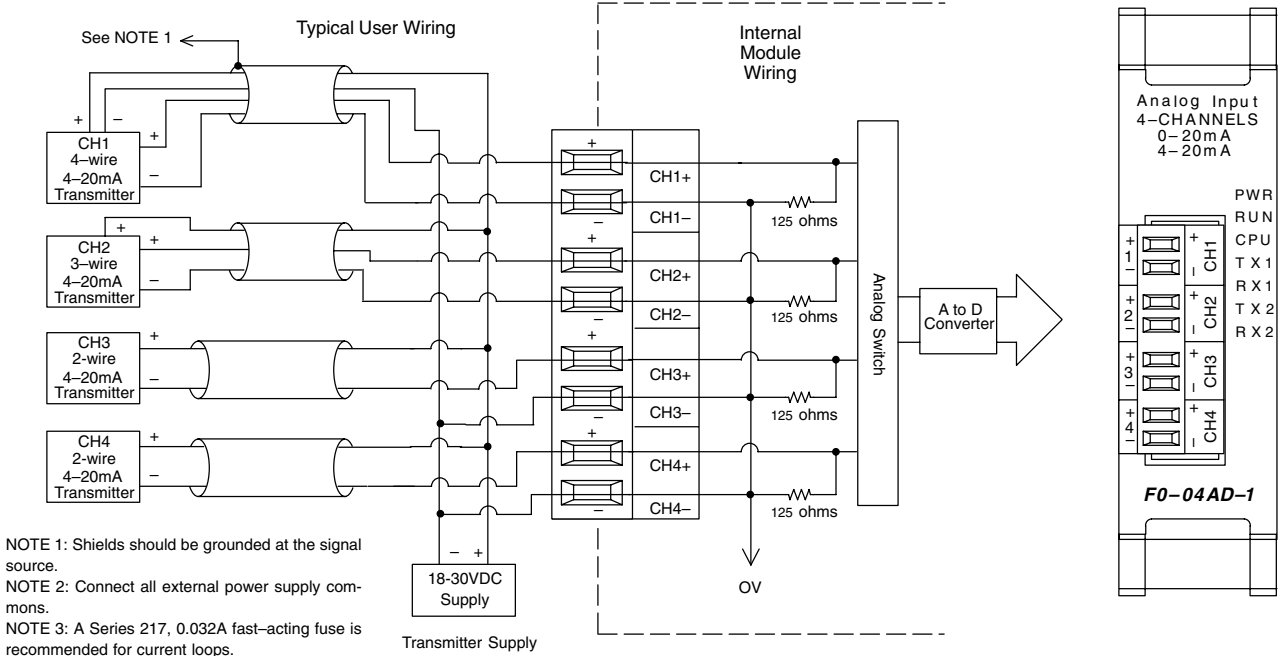 Typical User Wiring
See NOTE 1
Internal
Module
Wiring
+ –
CH1
4–wire
4–20mA
Transmitter
+
–
+
CH2
3–wire
4–20mA
Transmitter
+
–
CH3
2-wire
4–20mA
Transmitter
+
–
CH4
2-wire
4–20mA
Transmitter
+
–
+
CH1+
–
CH1–
+
CH2+
–
CH2–
+
CH3+
–
CH3–
+
CH4+
–
CH4–
125 ohms
125 ohms
125 ohms
125 ohms
Analog Switch
A to D
Converter
OV
– +
18-30VDC
Supply
Transmitter Supply
NOTE 1: Shields should be grounded at the signal
source.
NOTE 2: Connect all external power supply com-
mons.
NOTE 3: A Series 217, 0.032A fast–acting fuse is
recommended for current loops.
Analog Input
4–CHANNELS
0–20mA
4–20mA
PWR
RUN
CPU
TX1
RX1
TX2
RX2
+ 1 –
+ – CH1
+ 2 –
+ – CH2
+ 3 –
+ – CH3
+ 4 –
+ – CH4
F0–04AD–1